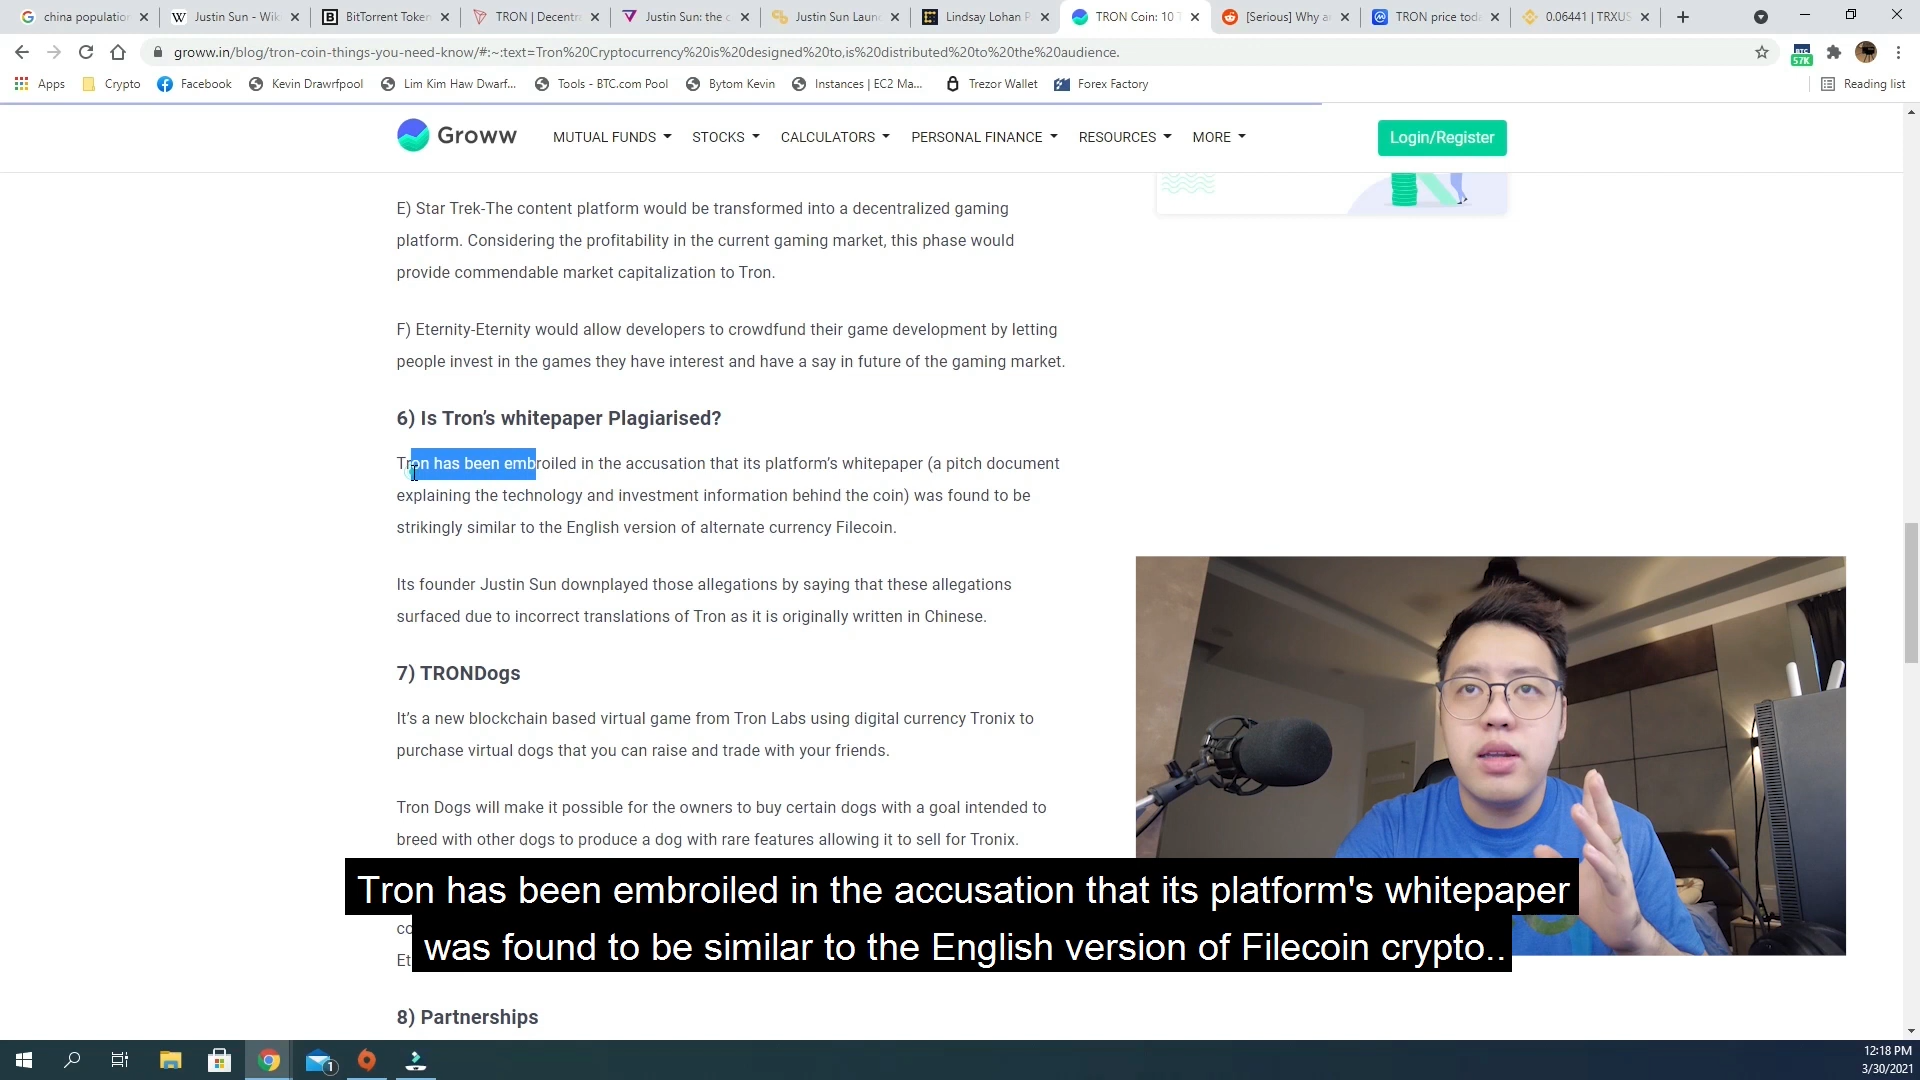 china population
Justin Sun - Wiki
BitTorrent Token
TRON | Decentr
Justin Sun: the c
Justin Sun Laun
Lindsay Lohan P
TRON Coin: 10 T
[Serious] Why a
TRON price tod
0.06441 | TRXUS
groww.in/blog/tron-coin-things-you-need-know/#:~:text=Tron%20Cryptocurrency%20is%20designed%20to,is%20distributed%20to%20the%20audience.
BTC
57K
Apps
Crypto
Facebook
Kevin Drawrfpool
Lim Kim Haw Dwarf...
Tools - BTC.com Pool
Bytom Kevin
Instances | EC2 Ma...
Trezor Wallet
Forex Factory
Reading list
Groww
MUTUAL FUNDS
STOCKS
CALCULATORS
PERSONAL FINANCE
RESOURCES
MORE
Login/Register
E) Star Trek-The content platform would be transformed into a decentralized gaming
platform. Considering the profitability in the current gaming market, this phase would
provide commendable market capitalization to Tron.
F) Eternity-Eternity would allow developers to crowdfund their game development by letting
people invest in the games they have interest and have a say in future of the gaming market.
6) Is Tron’s whitepaper Plagiarised?
Tron has been embroiled in the accusation that its platform’s whitepaper (a pitch document
explaining the technology and investment information behind the coin) was found to be
strikingly similar to the English version of alternate currency Filecoin.
Its founder Justin Sun downplayed those allegations by saying that these allegations
surfaced due to incorrect translations of Tron as it is originally written in Chinese.
7) TRONDogs
It’s a new blockchain based virtual game from Tron Labs using digital currency Tronix to
purchase virtual dogs that you can raise and trade with your friends.
Tron Dogs will make it possible for the owners to buy certain dogs with a goal intended to
breed with other dogs to produce a dog with rare features allowing it to sell for Tronix.
Tron has been embroiled in the accusation that its platform's whitepaper
was found to be similar to the English version of Filecoin crypto..
co
Et
8) Partnerships
1
12:18 PM
3/30/2021